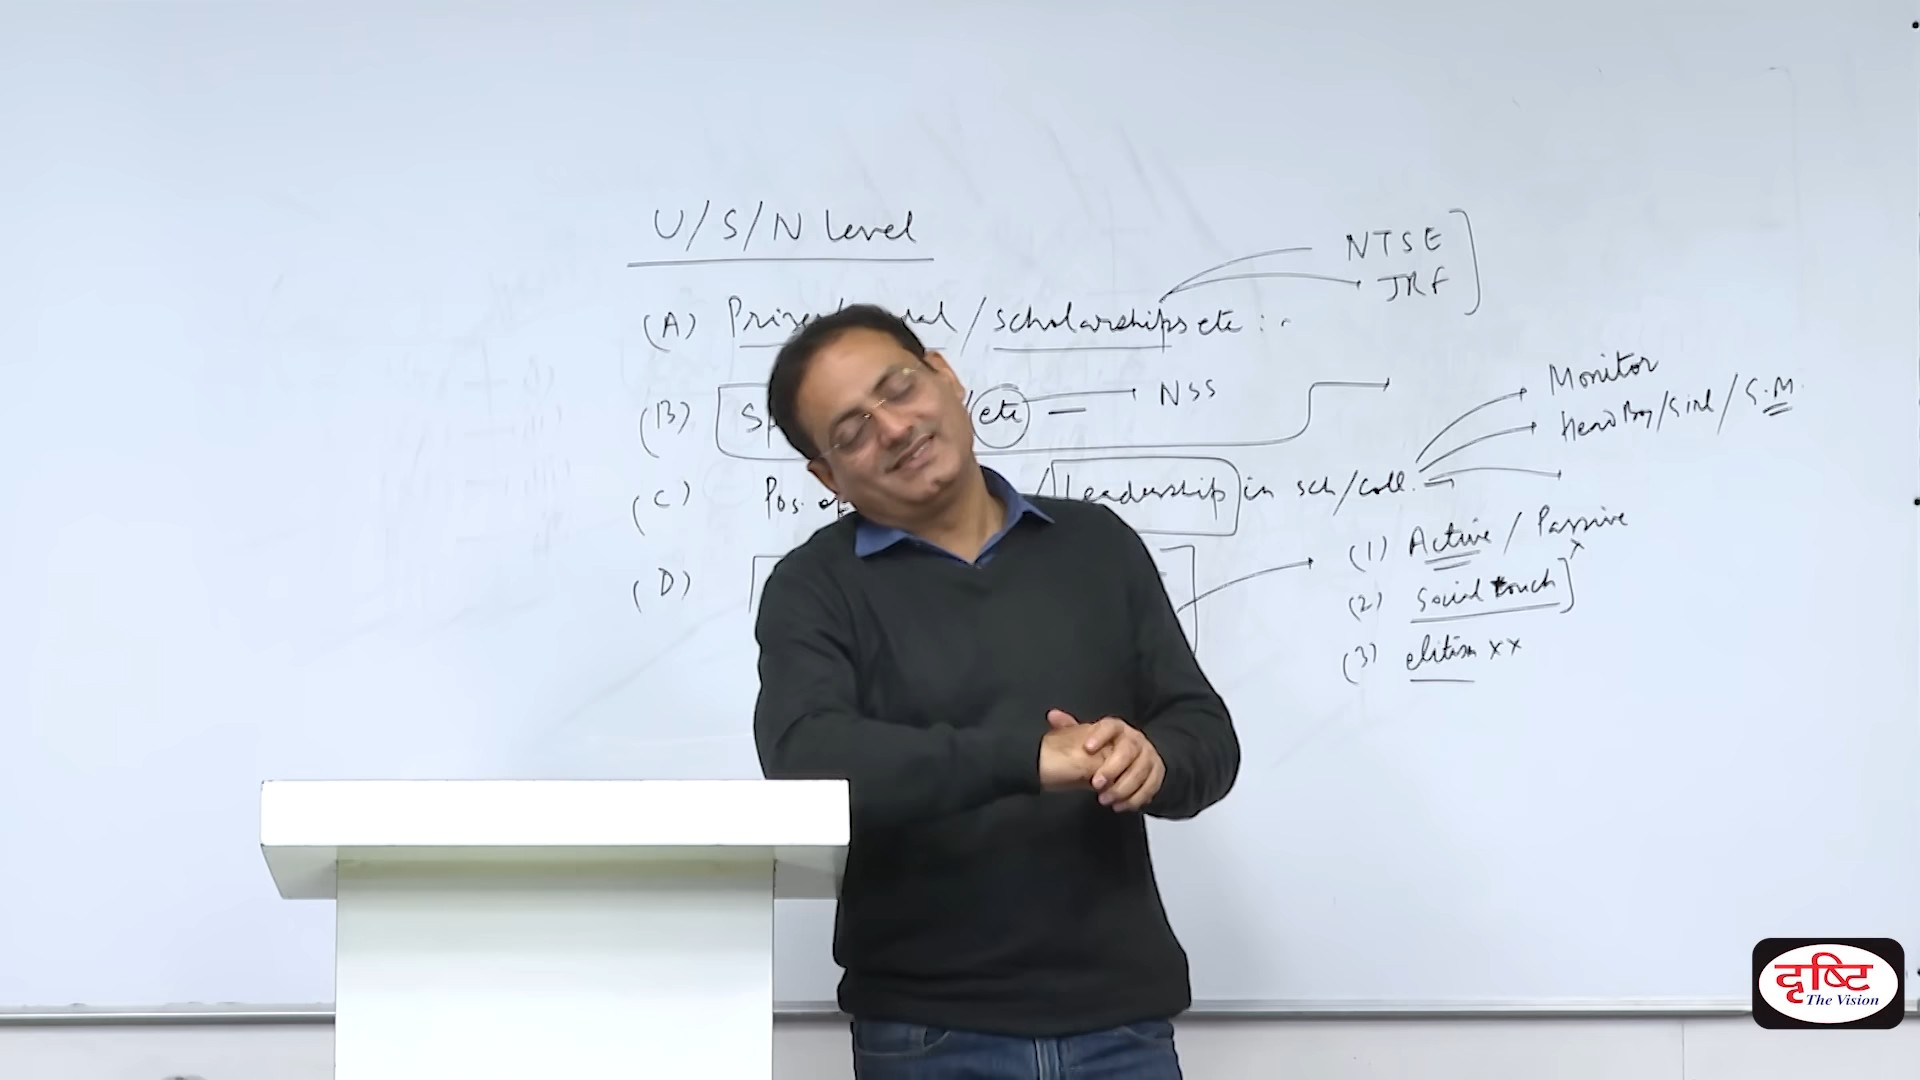 U/S/N Level
NTSE
JRF
(A) /scholarships etc :-
(B) etc — NSS
Monitor
Head Boy/Girl/S.M.
(C) Pos. of /Leadership in sch/coll.
(D)
(1) Active / Passive x
(2) Social touch
(3) elitism xx
दृष्टि
The Vision